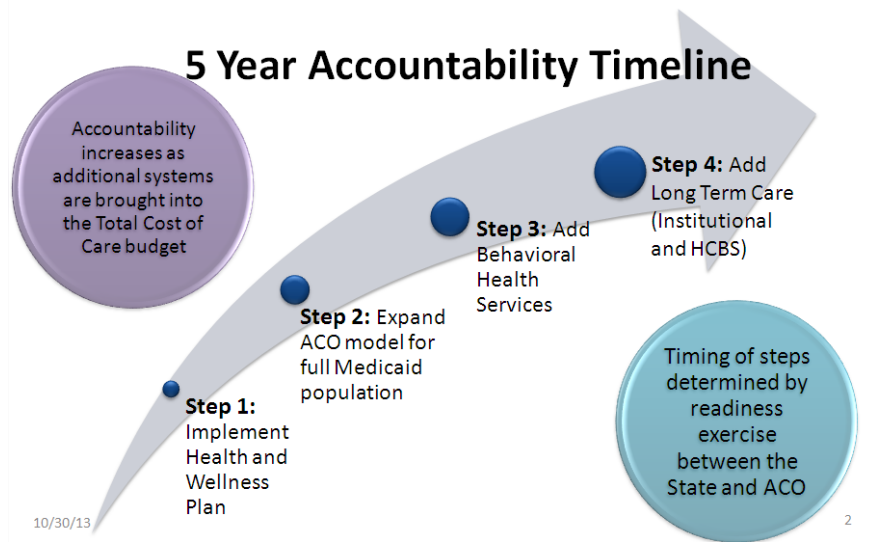 5 Year Accountability Timeline
Accountability
increases as
additional systems
are brought into
the Total Cost of
Care budget
Step 1:
Implement
Health and
Wellness
Plan
Step 2: Expand
ACO model for
full Medicaid
population
Step 3: Add
Behavioral
Health
Services
Step 4: Add
Long Term Care
(Institutional
and HCBS)
Timing of steps
determined by
readiness
exercise
between the
State and ACO
10/30/13
2